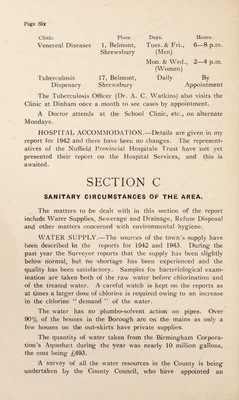 Page Six
Clinic. Place. Days. Hours.
Venereal Diseases 1, Belmont, Tues. & Fri., 6—8 p.m.
Shrewsbury (Men)
Mon. & Wed., 2—4 p.m.
(Women)
Tuberculosis 17, Belmont, Daily By
Dispenary Shrewsbury Appointment
The Tuberculosis Officer (Dr. A. C. Watkins) also visits the
Clinic at Dinham once a month to see cases by appointment.
A Doctor attends at the School Clinic, etc., on alternate
Mondays.
HOSPITAL ACCOMMODATION.—Details are given in my
report for 1942 and there have been no changes. The represent-
atives of the Nuffield Provincial Hospitals Trust have not yet
presented their report on the Hospital Services, and this is
awaited.
SECTION C
SANITARY CIRCUMSTANCES OF THE AREA.
The matters to be dealt with in this section of the report
include Water Supplies, Sewerage and Drainage, Refuse Disposal
and other matters concerned with environmental hygiene.
WATER SUPPLY.—The sources of the town's supply have
been described in the reports for 1942 and 1943. During the
past year the Surveyor reports that the supply has been slightly
below normal, but no shortage has been experienced and the
quality has been satisfactory. Samples for bacteriological exam-
ination are taken both of the raw water before chlorination and
of the treated water. A careful watch is kept on the reports as
at times a larger dose of chlorine is required owing to an increase
in the chlorine " demand " of the water.
The water has no plumbo-solvent action on pipes. Over
90% of the houses in the Borough are on the mains as only a
few houses on the out-skirts have private supplies.
The quantity of water taken from the Birmingham Corpora-
tion's Aqueduct during the year was nearly 10 million gallons,
the cost being £693.
A survey of all the water resources in the County is being
undertaken by the County Council, who have appointed an